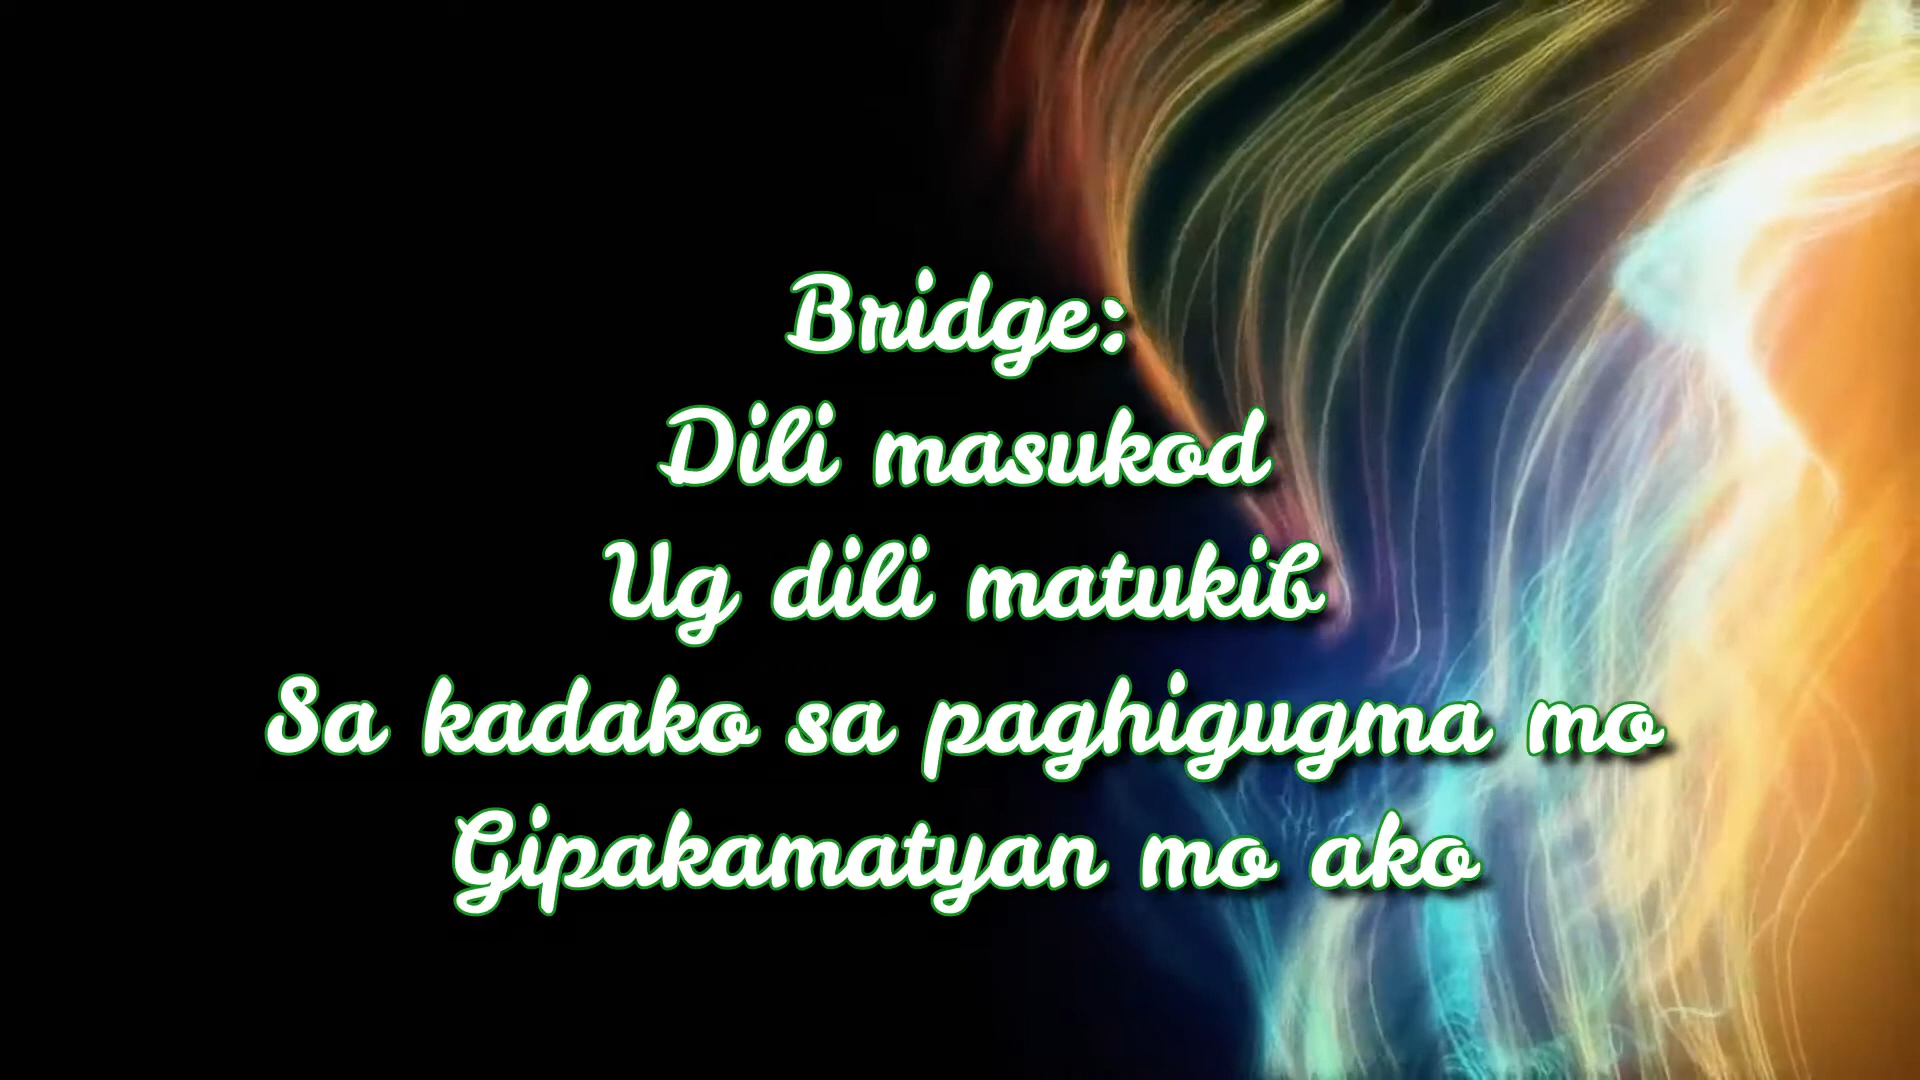 Bridge:
Dili masukod
Ug dili matukib
Sa kadako sa paghigugma mo
Gipakamatyan mo ako